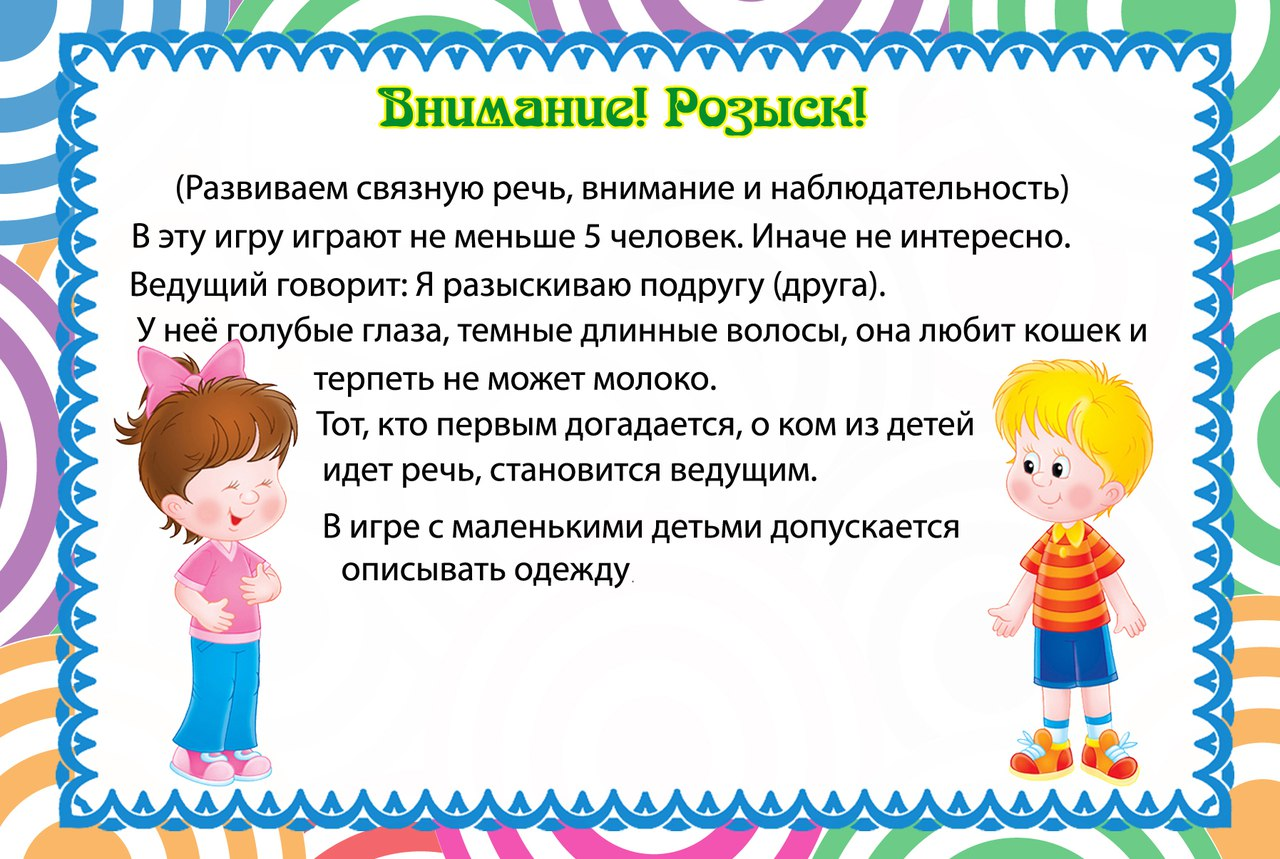 Внимание! Розыск!
(Развиваем связную речь, внимание и наблюдательность)
В эту игру играют не меньше 5 человек. Иначе не интересно.
Ведущий говорит: Я разыскиваю подругу (друга).
У неё голубые глаза, темные длинные волосы, она любит кошек и
терпеть не может молоко.
Тот, кто первым догадается, о ком из детей
идет речь, становится ведущим.
В игре с маленькими детьми допускается
описывать одежду.